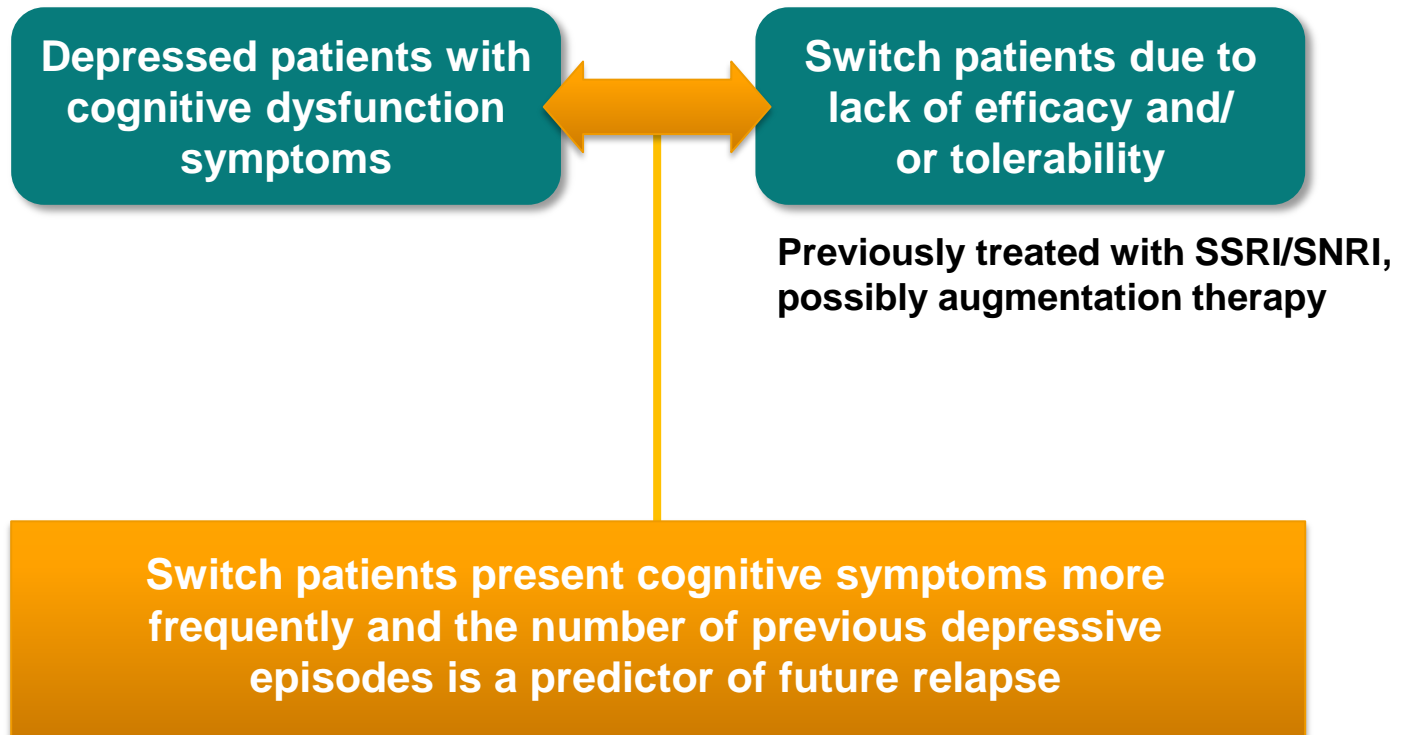 Depressed patients with
cognitive dysfunction
symptoms
Switch patients due to
lack of efficacy and/
or tolerability
Previously treated with SSRI/SNRI,
possibly augmentation therapy
Switch patients present cognitive symptoms more
frequently and the number of previous depressive
episodes is a predictor of future relapse